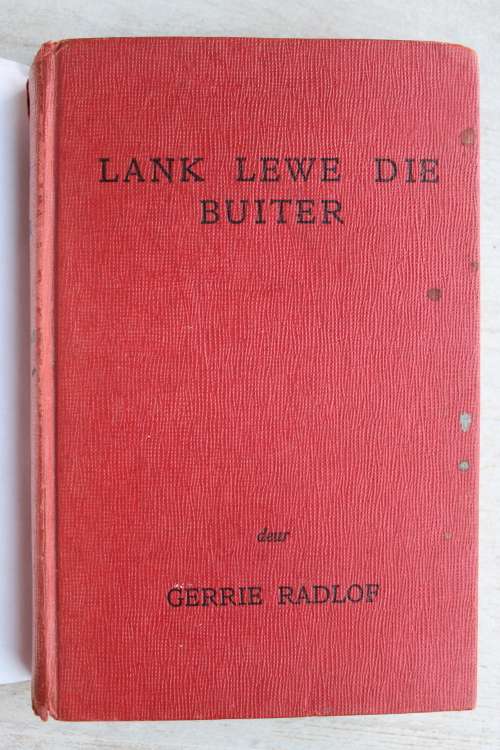 LANK LEWE DIE
BUITER
deur
GERRIE RADLOF